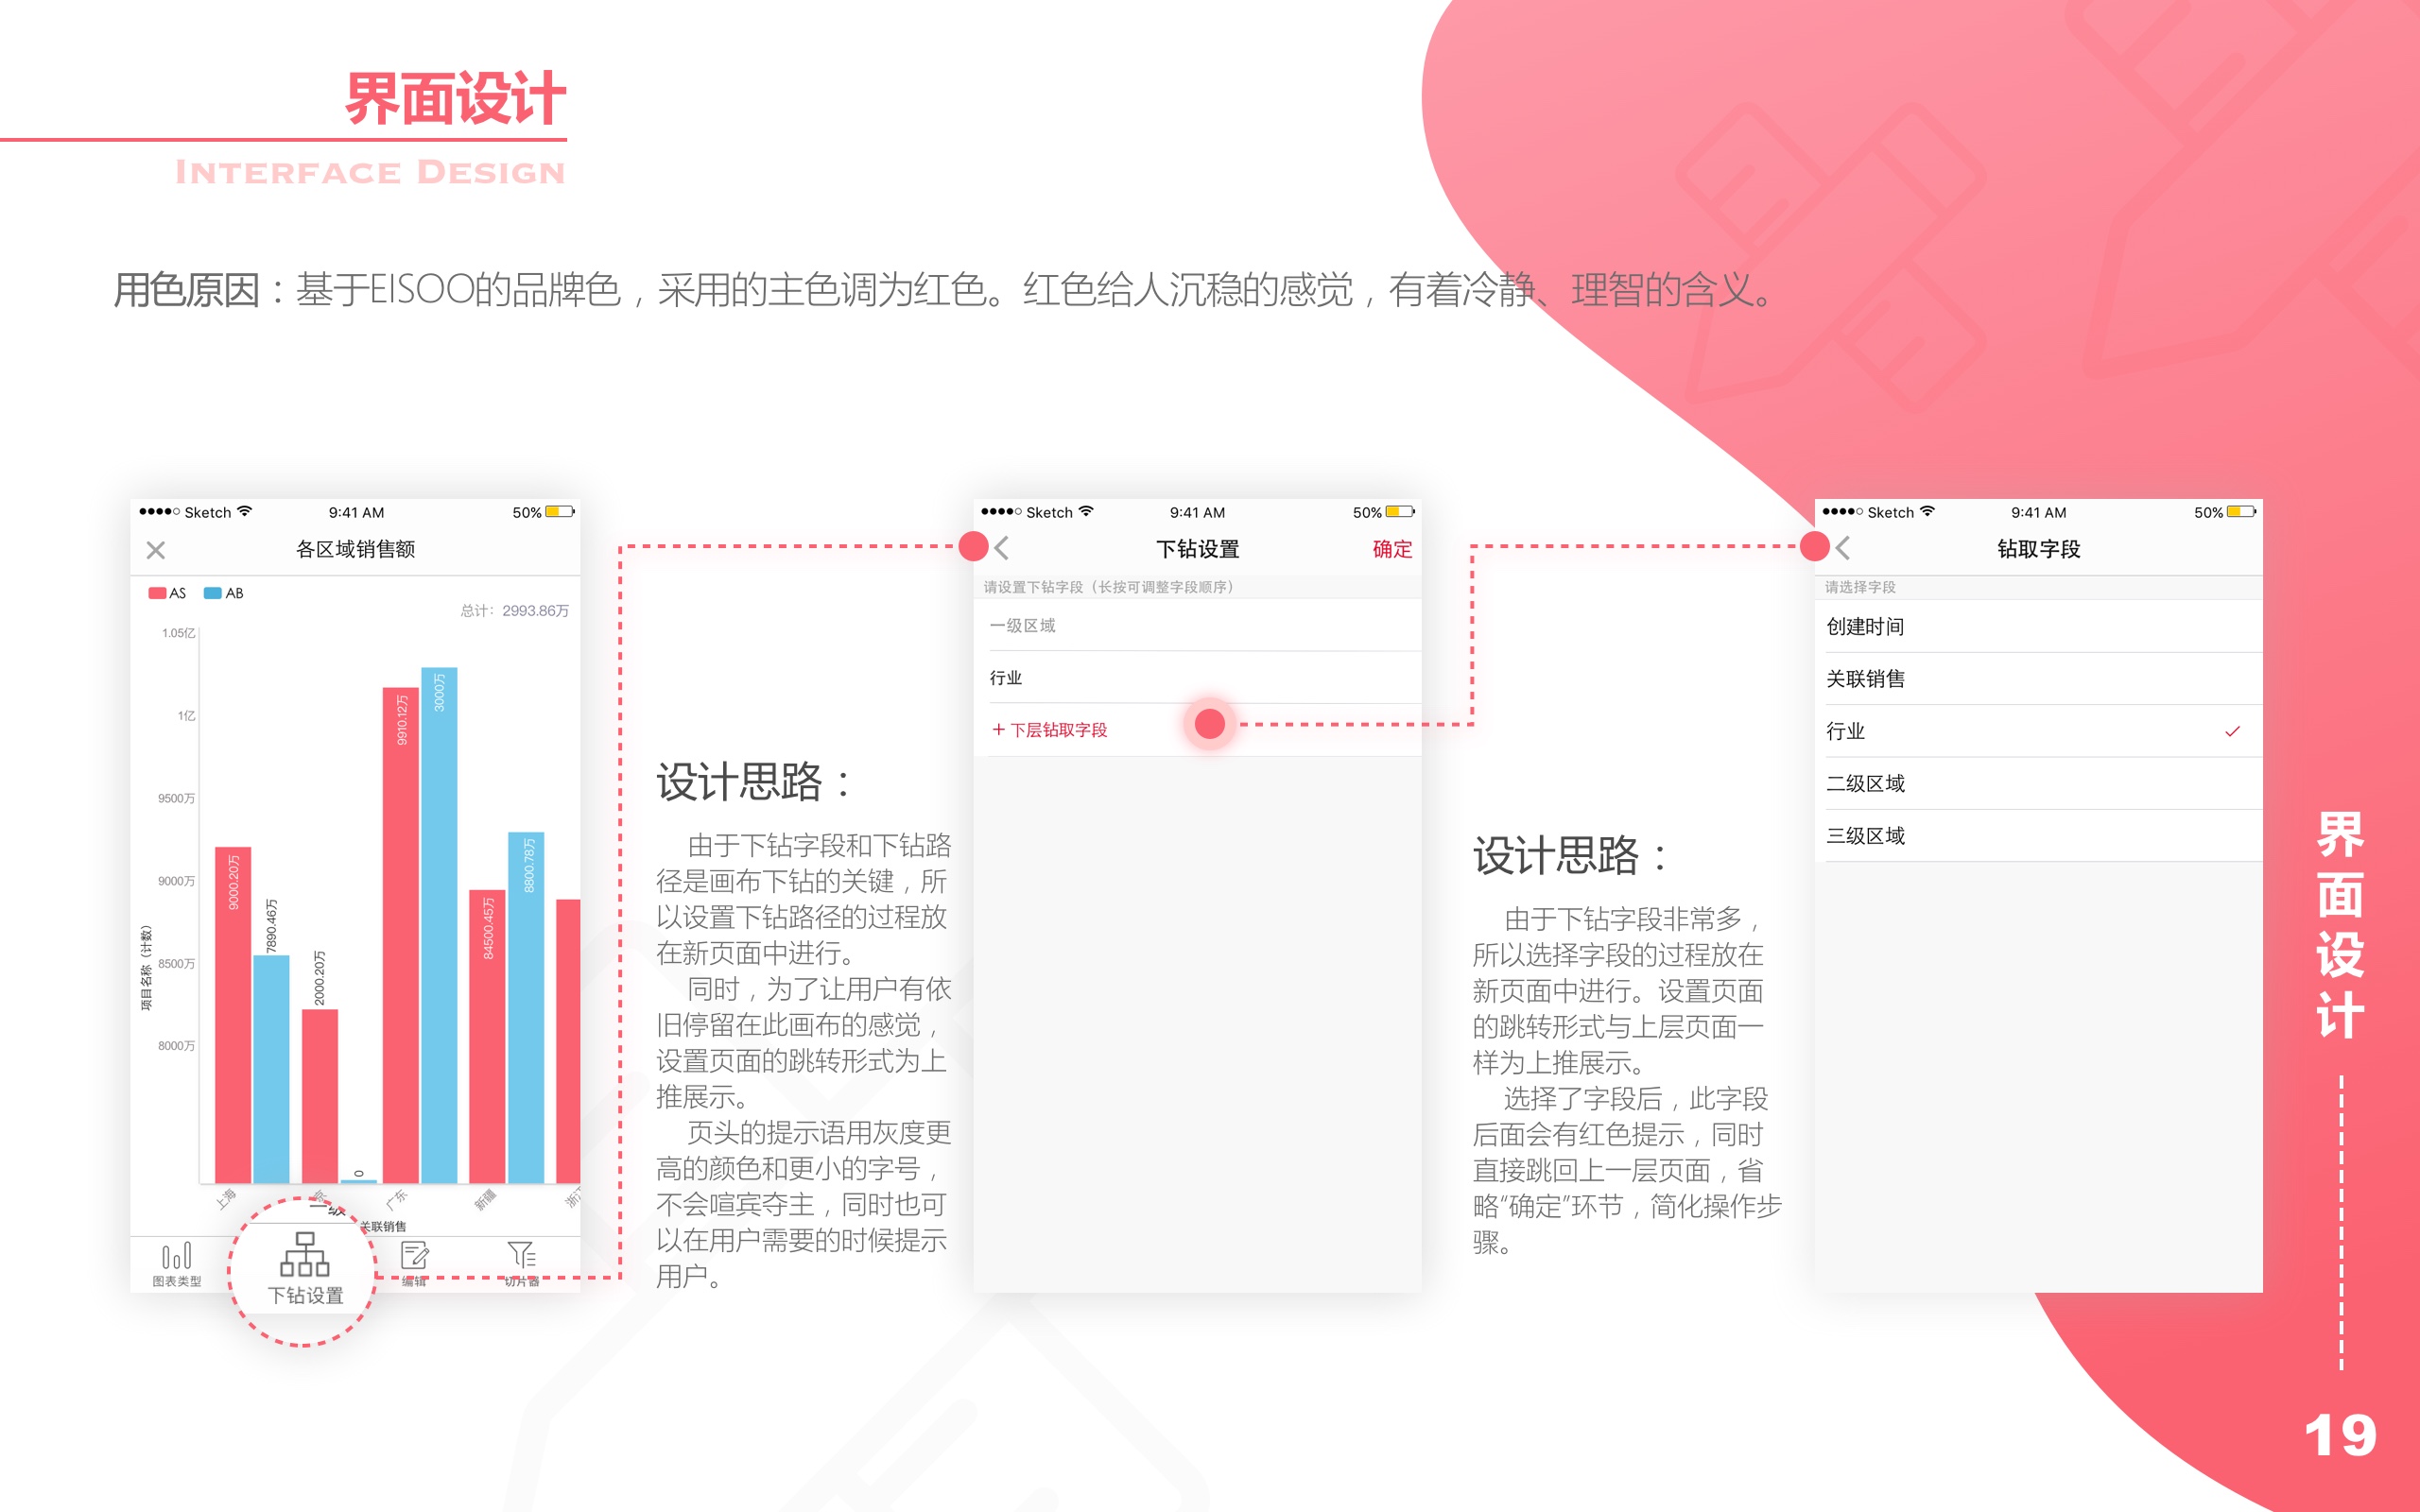 界面设计
INTERFACE DESIGN
用色原因：基于EISOO的品牌色，采用的主色调为红色。红色给人沉稳的感觉，有着冷静、理智的含义。
Sketch 9:41 AM 50%
各区域销售额
AS AB
总计：2993.86万
1.05亿
1亿
9500万
9000万
8500万
8000万
项目名称（计数）
9000.20万
7890.46万
2000.20万
0
9910.12万
3000万
84500.45万
8800.78万
上海
京
广东
新疆
一级
关联销售
图表类型
下钻设置
编辑
切片器
设计思路：
由于下钻字段和下钻路
径是画布下钻的关键，所
以设置下钻路径的过程放
在新页面中进行。
同时，为了让用户有依
旧停留在此画布的感觉，
设置页面的跳转形式为上
推展示。
页头的提示语用灰度更
高的颜色和更小的字号，
不会喧宾夺主，同时也可
以在用户需要的时候提示
用户。
Sketch 9:41 AM 50%
下钻设置
确定
请设置下钻字段（长按可调整字段顺序）
一级区域
行业
+ 下层钻取字段
设计思路：
由于下钻字段非常多，
所以选择字段的过程放在
新页面中进行。设置页面
的跳转形式与上层页面一
样为上推展示。
选择了字段后，此字段
后面会有红色提示，同时
直接跳回上一层页面，省
略“确定”环节，简化操作步
骤。
Sketch 9:41 AM 50%
钻取字段
请选择字段
创建时间
关联销售
行业
二级区域
三级区域
界面设计
19